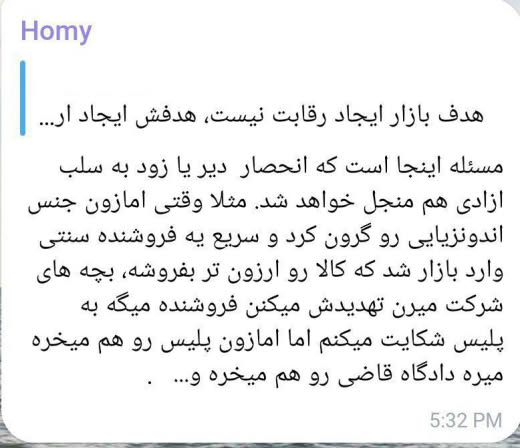 Homy
هدف بازار ایجاد رقابت نیست، هدفش ایجاد ار...
مسئله اینجا است که انحصار  دیر یا زود به سلب
ازادی هم منجل خواهد شد. مثلا وقتی امازون جنس
اندونزیایی رو گرون کرد و سریع یه فروشنده سنتی
وارد بازار شد که کالا رو ارزون تر بفروشه، بچه های
شرکت میرن تهدیدش میکنن فروشنده میگه به
پلیس شکایت میکنم اما امازون پلیس رو هم میخره
میره دادگاه قاضی رو هم میخره و...   .
5:32 PM